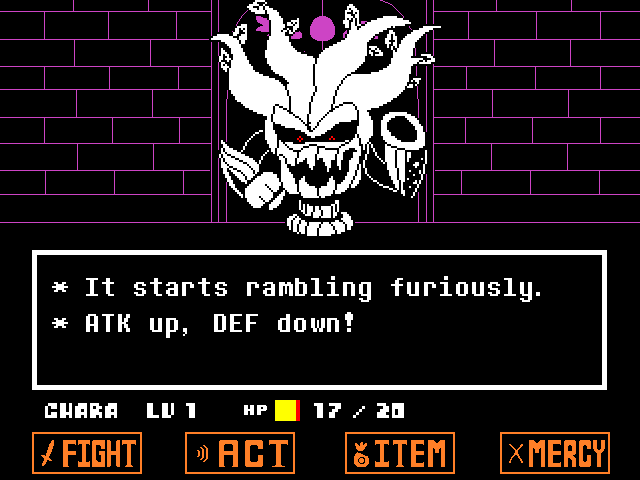 * It starts rambling furiously.
* ATK up, DEF down!
CHARA LV 1 HP 17 / 20
FIGHT ACT ITEM MERCY